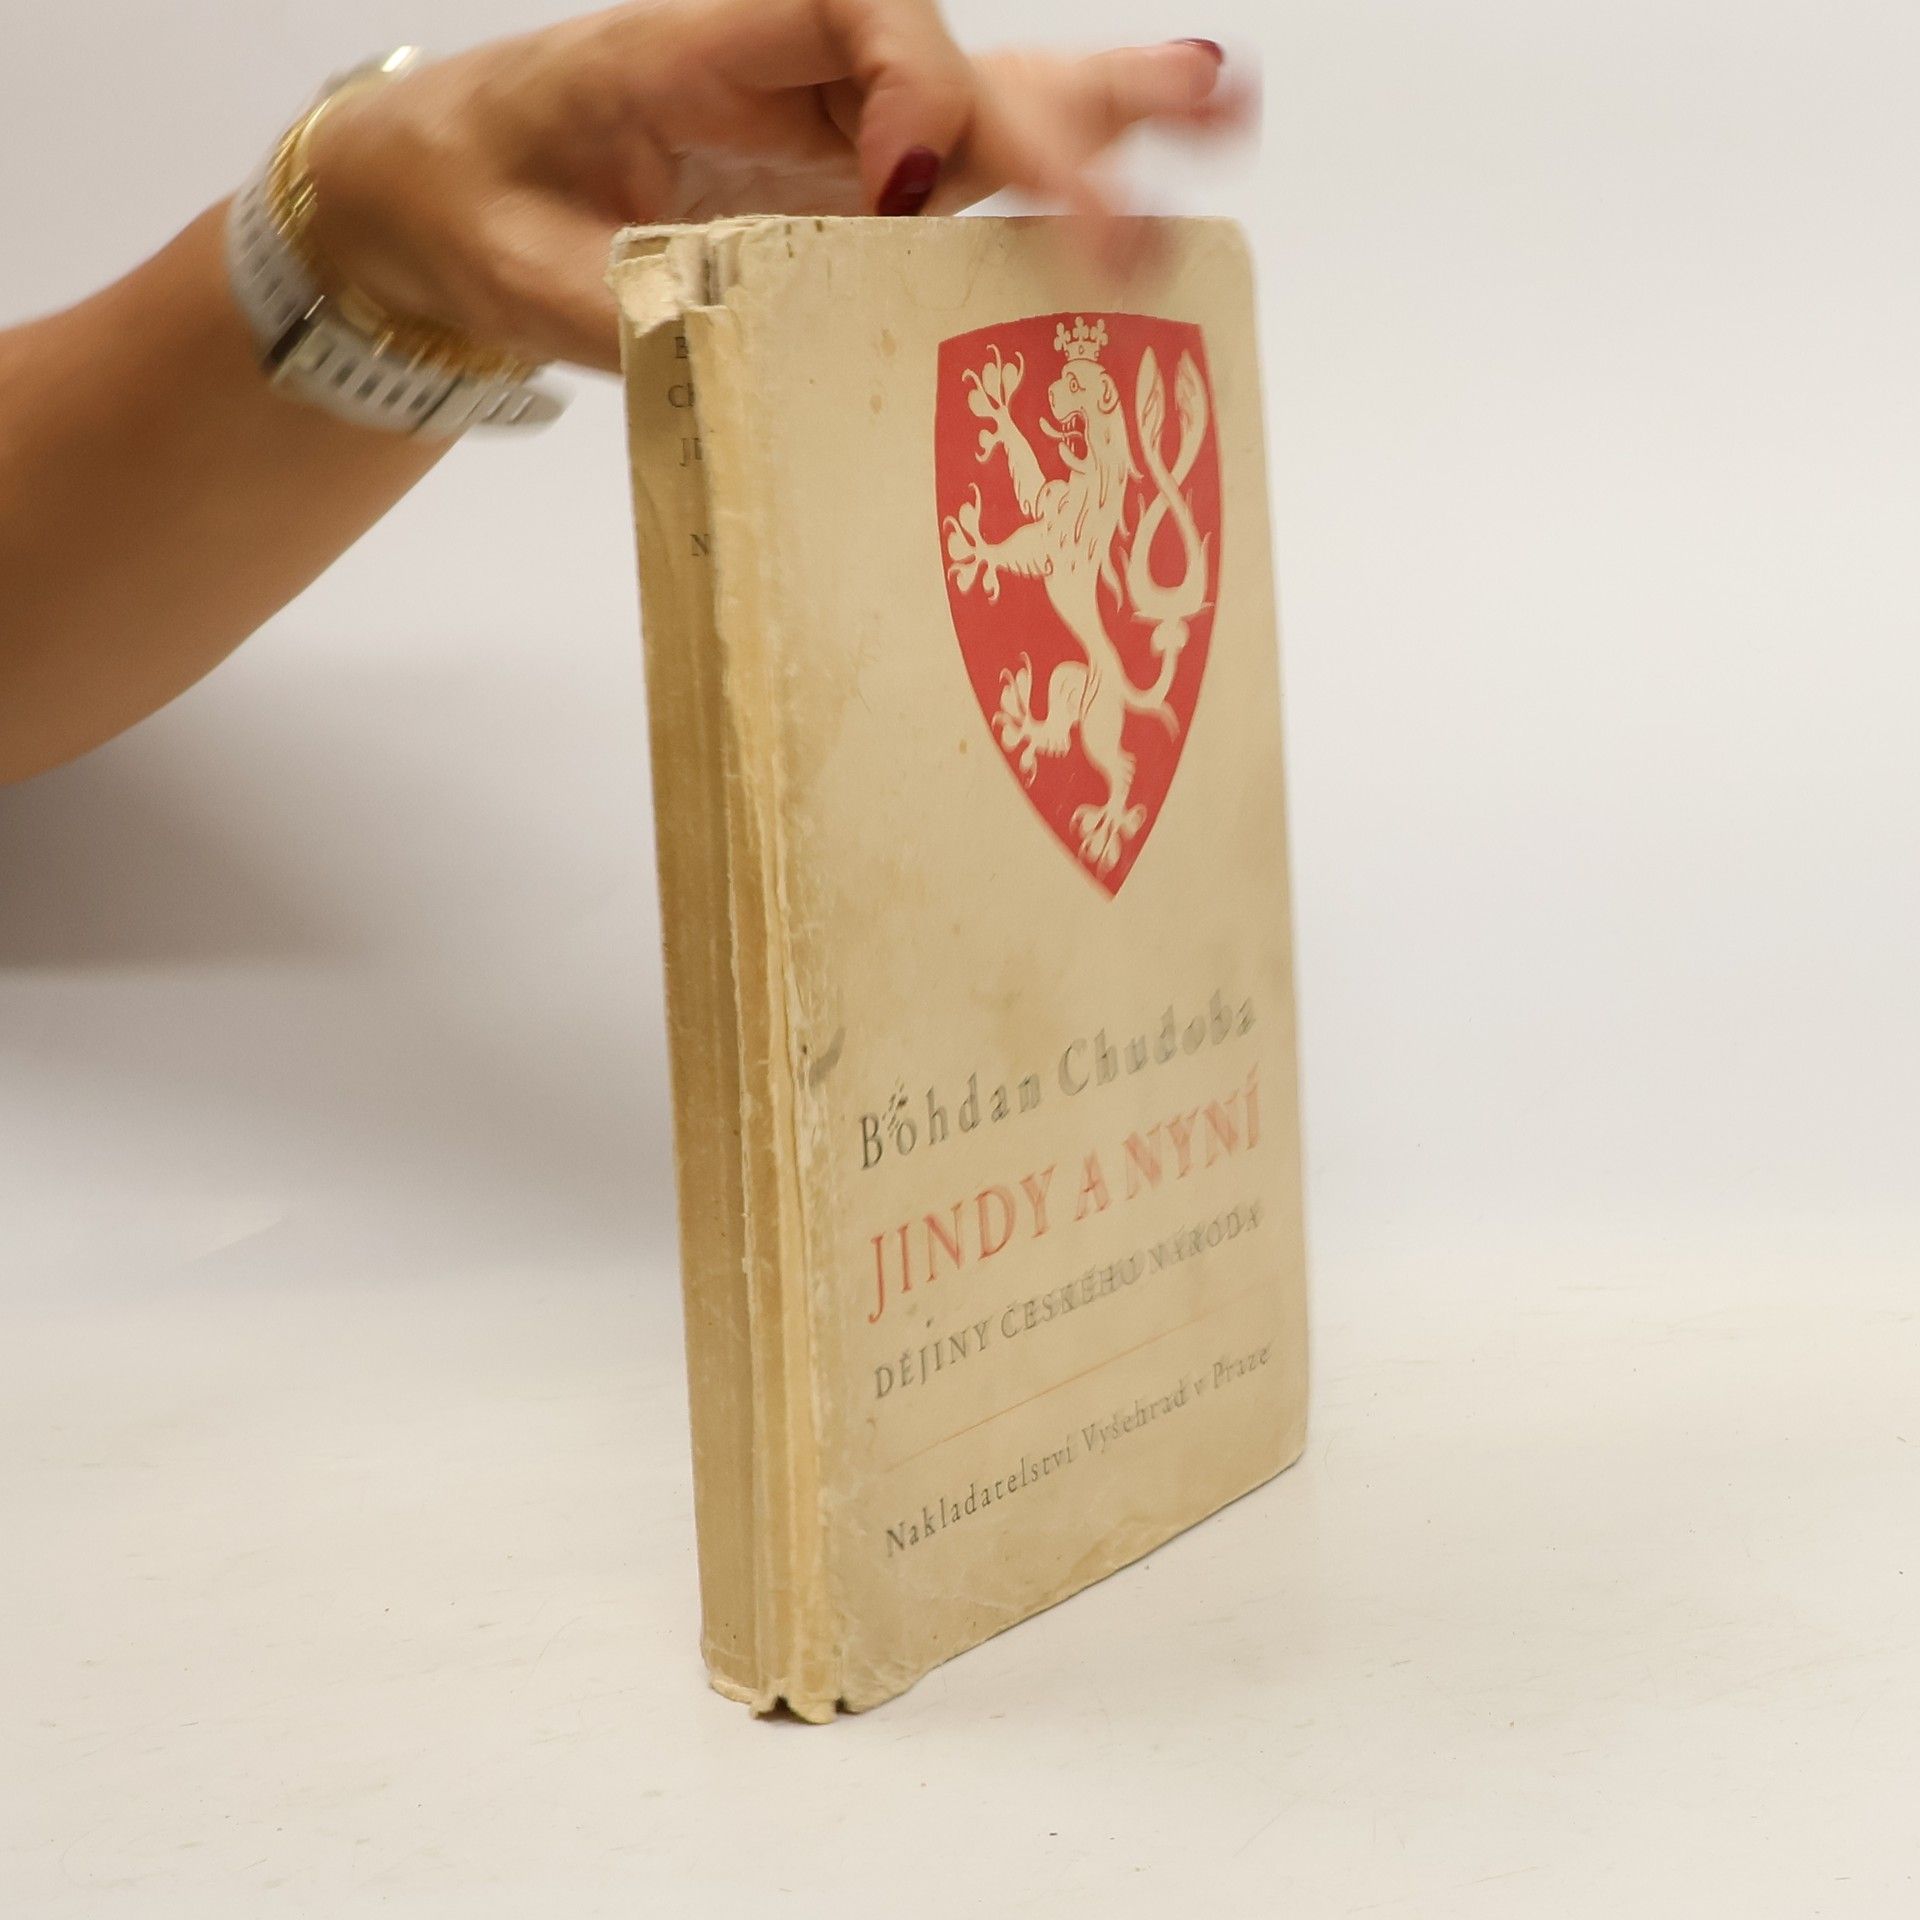 Bohdan Chudoba
JINDY A NYNÍ
DĚJINY ČESKÉHO NÁRODA
Nakladatelství Vyšehrad v Praze